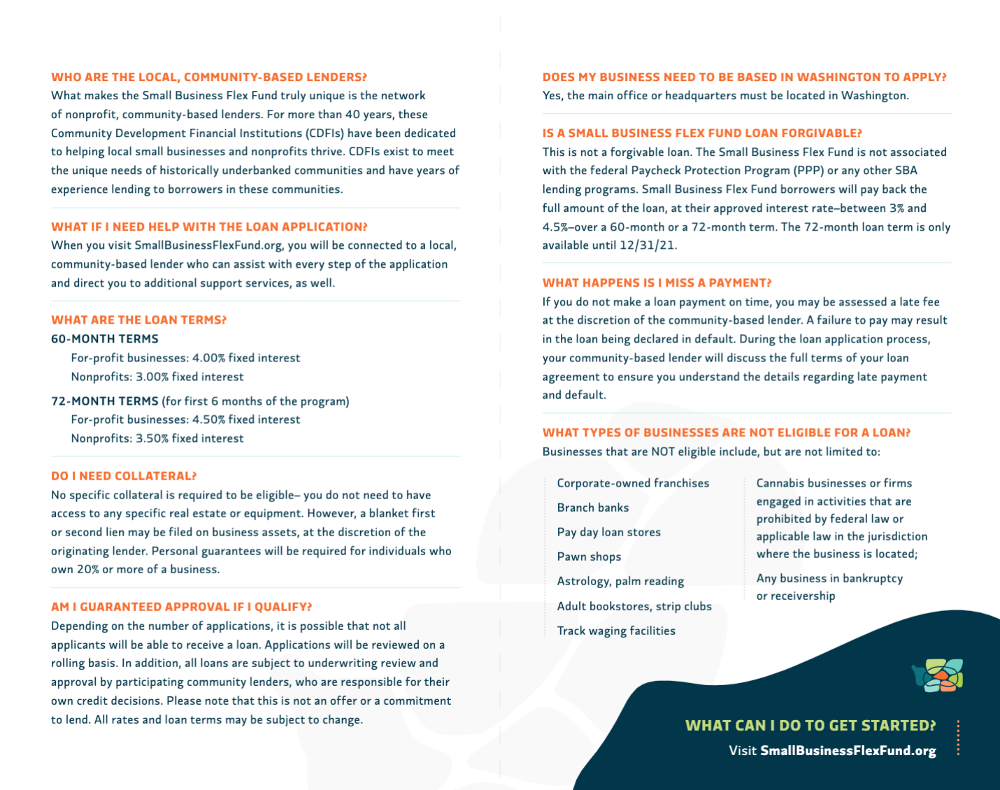 WHO ARE THE LOCAL, COMMUNITY-BASED LENDERS?
What makes the Small Business Flex Fund truly unique is the network
of nonprofit, community-based lenders. For more than 40 years, these
Community Development Financial Institutions (CDFIs) have been dedicated
to helping local small businesses and nonprofits thrive. CDFIs exist to meet
the unique needs of historically underbanked communities and have years of
experience lending to borrowers in these communities.
WHAT IF I NEED HELP WITH THE LOAN APPLICATION?
When you visit SmallBusinessFlexFund.org, you will be connected to a local,
community-based lender who can assist with every step of the application
and direct you to additional support services, as well.
WHAT ARE THE LOAN TERMS?
60-MONTH TERMS
For-profit businesses: 4.00% fixed interest
Nonprofits: 3.00% fixed interest
72-MONTH TERMS (for first 6 months of the program)
For-profit businesses: 4.50% fixed interest
Nonprofits: 3.50% fixed interest
DO I NEED COLLATERAL?
No specific collateral is required to be eligible– you do not need to have
access to any specific real estate or equipment. However, a blanket first
or second lien may be filed on business assets, at the discretion of the
originating lender. Personal guarantees will be required for individuals who
own 20% or more of a business.
AM I GUARANTEED APPROVAL IF I QUALIFY?
Depending on the number of applications, it is possible that not all
applicants will be able to receive a loan. Applications will be reviewed on a
rolling basis. In addition, all loans are subject to underwriting review and
approval by participating community lenders, who are responsible for their
own credit decisions. Please note that this is not an offer or a commitment
to lend. All rates and loan terms may be subject to change.
DOES MY BUSINESS NEED TO BE BASED IN WASHINGTON TO APPLY?
Yes, the main office or headquarters must be located in Washington.
IS A SMALL BUSINESS FLEX FUND LOAN FORGIVABLE?
This is not a forgivable loan. The Small Business Flex Fund is not associated
with the federal Paycheck Protection Program (PPP) or any other SBA
lending programs. Small Business Flex Fund borrowers will pay back the
full amount of the loan, at their approved interest rate–between 3% and
4.5%–over a 60-month or a 72-month term. The 72-month loan term is only
available until 12/31/21.
WHAT HAPPENS IS I MISS A PAYMENT?
If you do not make a loan payment on time, you may be assessed a late fee
at the discretion of the community-based lender. A failure to pay may result
in the loan being declared in default. During the loan application process,
your community-based lender will discuss the full terms of your loan
agreement to ensure you understand the details regarding late payment
and default.
WHAT TYPES OF BUSINESSES ARE NOT ELIGIBLE FOR A LOAN?
Businesses that are NOT eligible include, but are not limited to:
Corporate-owned franchises
Branch banks
Pay day loan stores
Pawn shops
Astrology, palm reading
Adult bookstores, strip clubs
Track waging facilities
Cannabis businesses or firms
engaged in activities that are
prohibited by federal law or
applicable law in the jurisdiction
where the business is located;
Any business in bankruptcy
or receivership
WHAT CAN I DO TO GET STARTED?
Visit SmallBusinessFlexFund.org